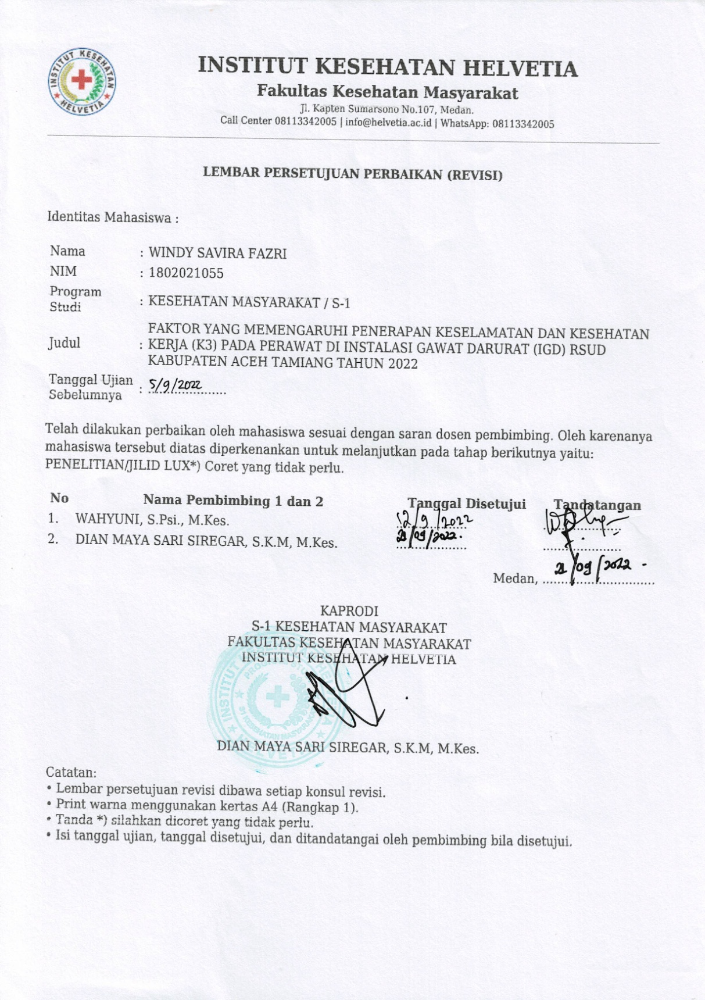 INSTITUT KESEHATAN
HELVETIA
INSTITUT KESEHATAN HELVETIA
Fakultas Kesehatan Masyarakat
Jl. Kapten Sumarsono No.107, Medan.
Call Center 08113342005 | info@helvetia.ac.id | WhatsApp: 08113342005
LEMBAR PERSETUJUAN PERBAIKAN (REVISI)
Identitas Mahasiswa :
Nama : WINDY SAVIRA FAZRI
NIM : 1802021055
Program Studi : KESEHATAN MASYARAKAT / S-1
Judul : FAKTOR YANG MEMENGARUHI PENERAPAN KESELAMATAN DAN KESEHATAN
KERJA (K3) PADA PERAWAT DI INSTALASI GAWAT DARURAT (IGD) RSUD
KABUPATEN ACEH TAMIANG TAHUN 2022
Tanggal Ujian Sebelumnya : 5/9/2022
Telah dilakukan perbaikan oleh mahasiswa sesuai dengan saran dosen pembimbing. Oleh karenanya
mahasiswa tersebut diatas diperkenankan untuk melanjutkan pada tahap berikutnya yaitu:
PENELITIAN/JILID LUX*) Coret yang tidak perlu.
No Nama Pembimbing 1 dan 2 Tanggal Disetujui Tandatangan
1. WAHYUNI, S.Psi., M.Kes. 12/9/2022
2. DIAN MAYA SARI SIREGAR, S.K.M, M.Kes. 21/09/2022.
Medan, 21/09/2022 -
KAPRODI
S-1 KESEHATAN MASYARAKAT
FAKULTAS KESEHATAN MASYARAKAT
INSTITUT KESEHATAN HELVETIA
DIAN MAYA SARI SIREGAR, S.K.M, M.Kes.
Catatan:
• Lembar persetujuan revisi dibawa setiap konsul revisi.
• Print warna menggunakan kertas A4 (Rangkap 1).
• Tanda *) silahkan dicoret yang tidak perlu.
• Isi tanggal ujian, tanggal disetujui, dan ditandatangai oleh pembimbing bila disetujui.